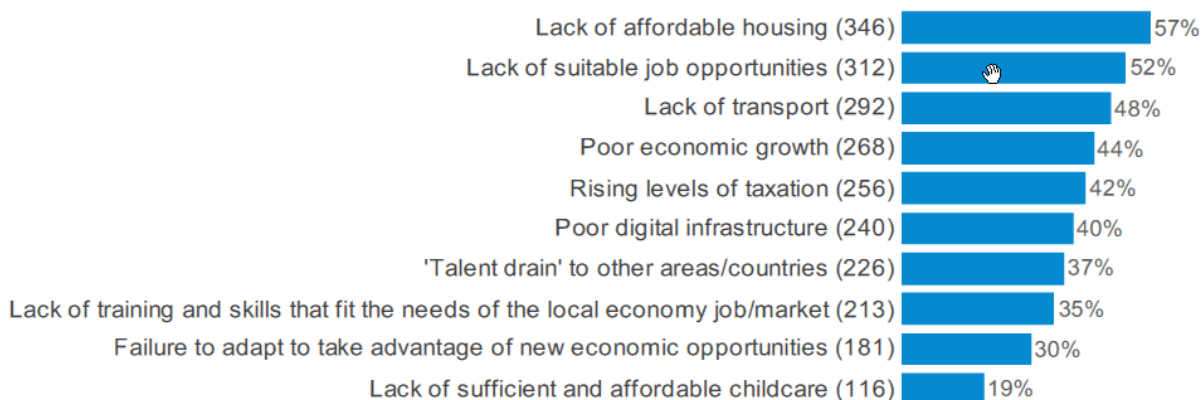 Lack of affordable housing (346) 57%
Lack of suitable job opportunities (312) 52%
Lack of transport (292) 48%
Poor economic growth (268) 44%
Rising levels of taxation (256) 42%
Poor digital infrastructure (240) 40%
'Talent drain' to other areas/countries (226) 37%
Lack of training and skills that fit the needs of the local economy job/market (213) 35%
Failure to adapt to take advantage of new economic opportunities (181) 30%
Lack of sufficient and affordable childcare (116) 19%